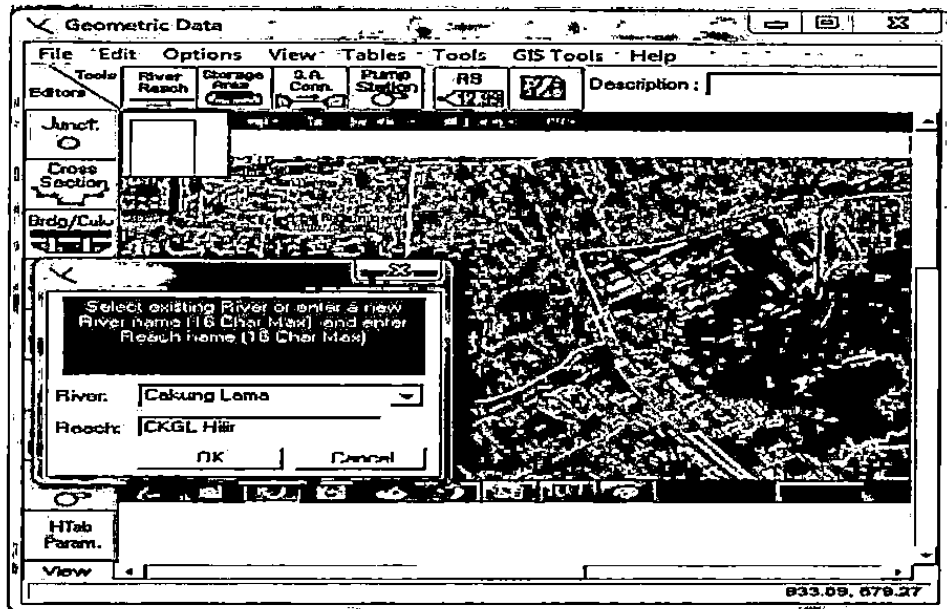 Geometric Data
File Edit Options View Tables Tools GIS Tools Help
Tools
Editors
River Reach
Storage Area
S.A. Conn.
Pump Station
RS
Description :
Junct.
Cross Section
Brdg/Culv
Select existing River or enter a new
River name (16 Char Max) and enter
Reach name (16 Char Max)
River: Cakung Lama
Reach: CKGL Hilir
OK Cancel
HTab
Param.
View
833.09, 679.27